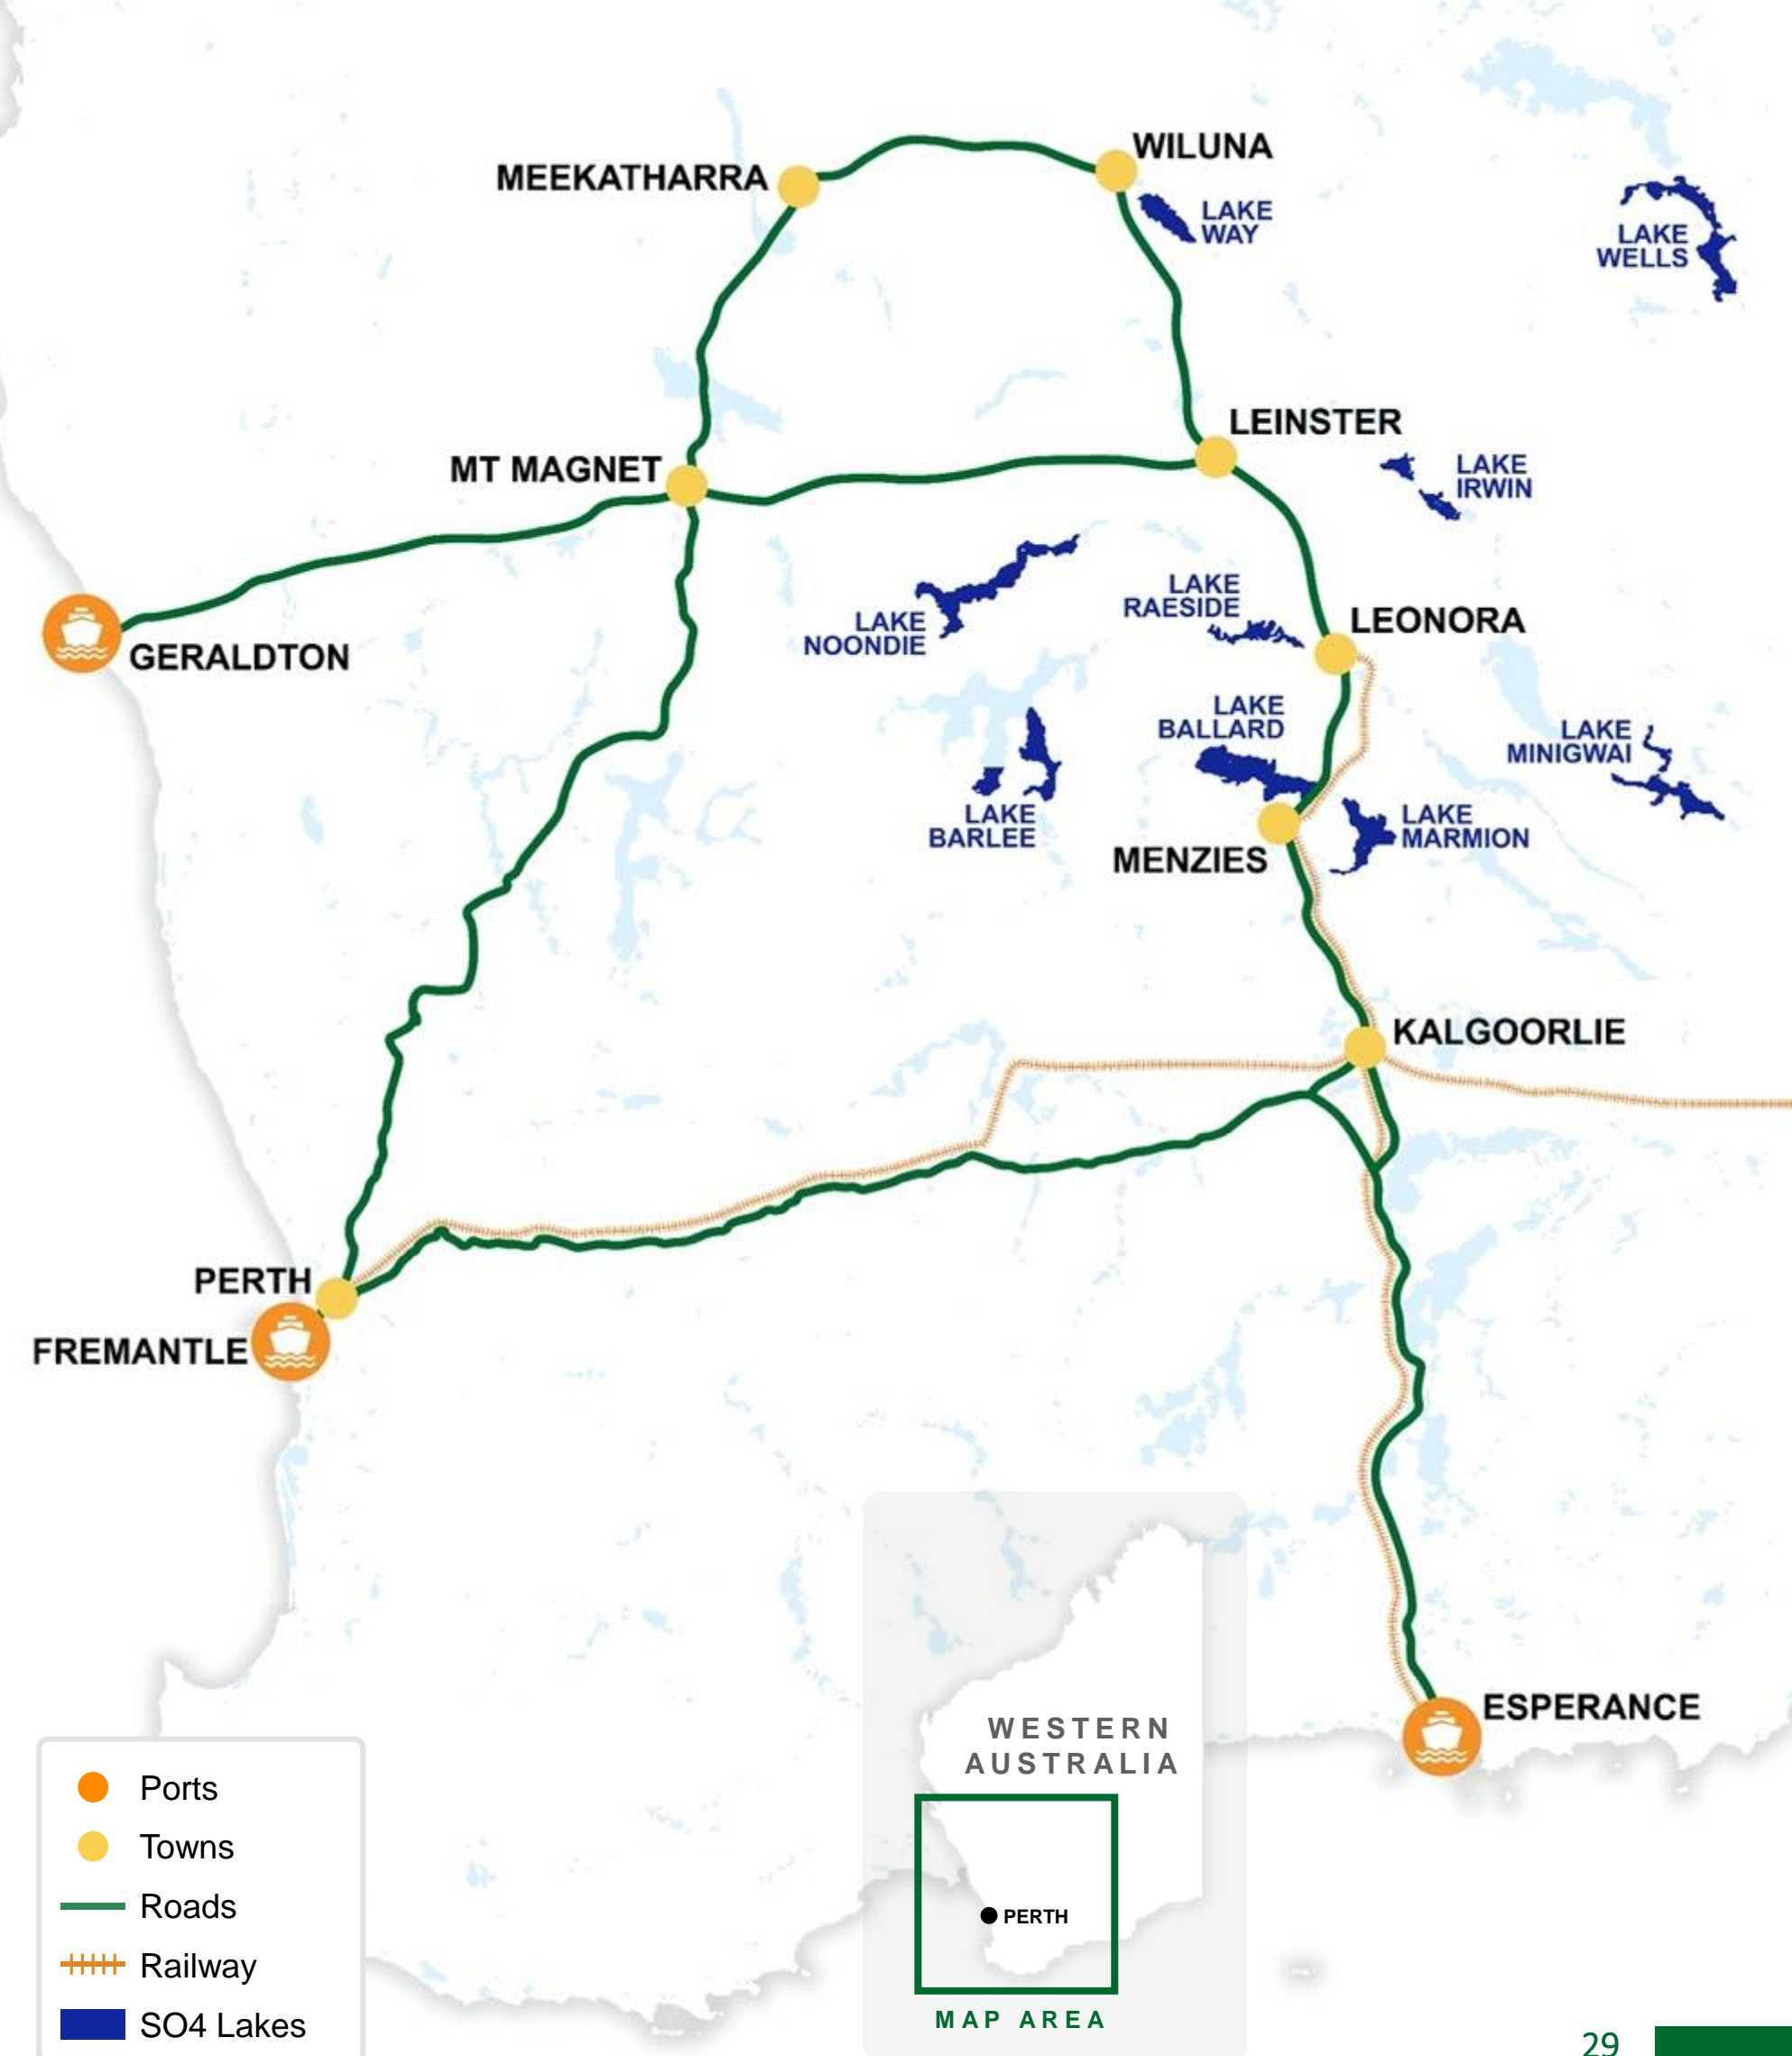 WILUNA
MEEKATHARRA
LAKE
WAY
LAKE
WELLS
LEINSTER
MT MAGNET
LAKE
IRWIN
LAKE
RAESIDE
LEONORA
LAKE
NOONDIE
GERALDTON
LAKE
BALLARD
LAKE
MINIGWAI
LAKE
BARLEE
LAKE
MARMION
MENZIES
KALGOORLIE
PERTH
FREMANTLE
ESPERANCE
WESTERN
AUSTRALIA
PERTH
MAP AREA
Ports
Towns
Roads
Railway
SO4 Lakes
29